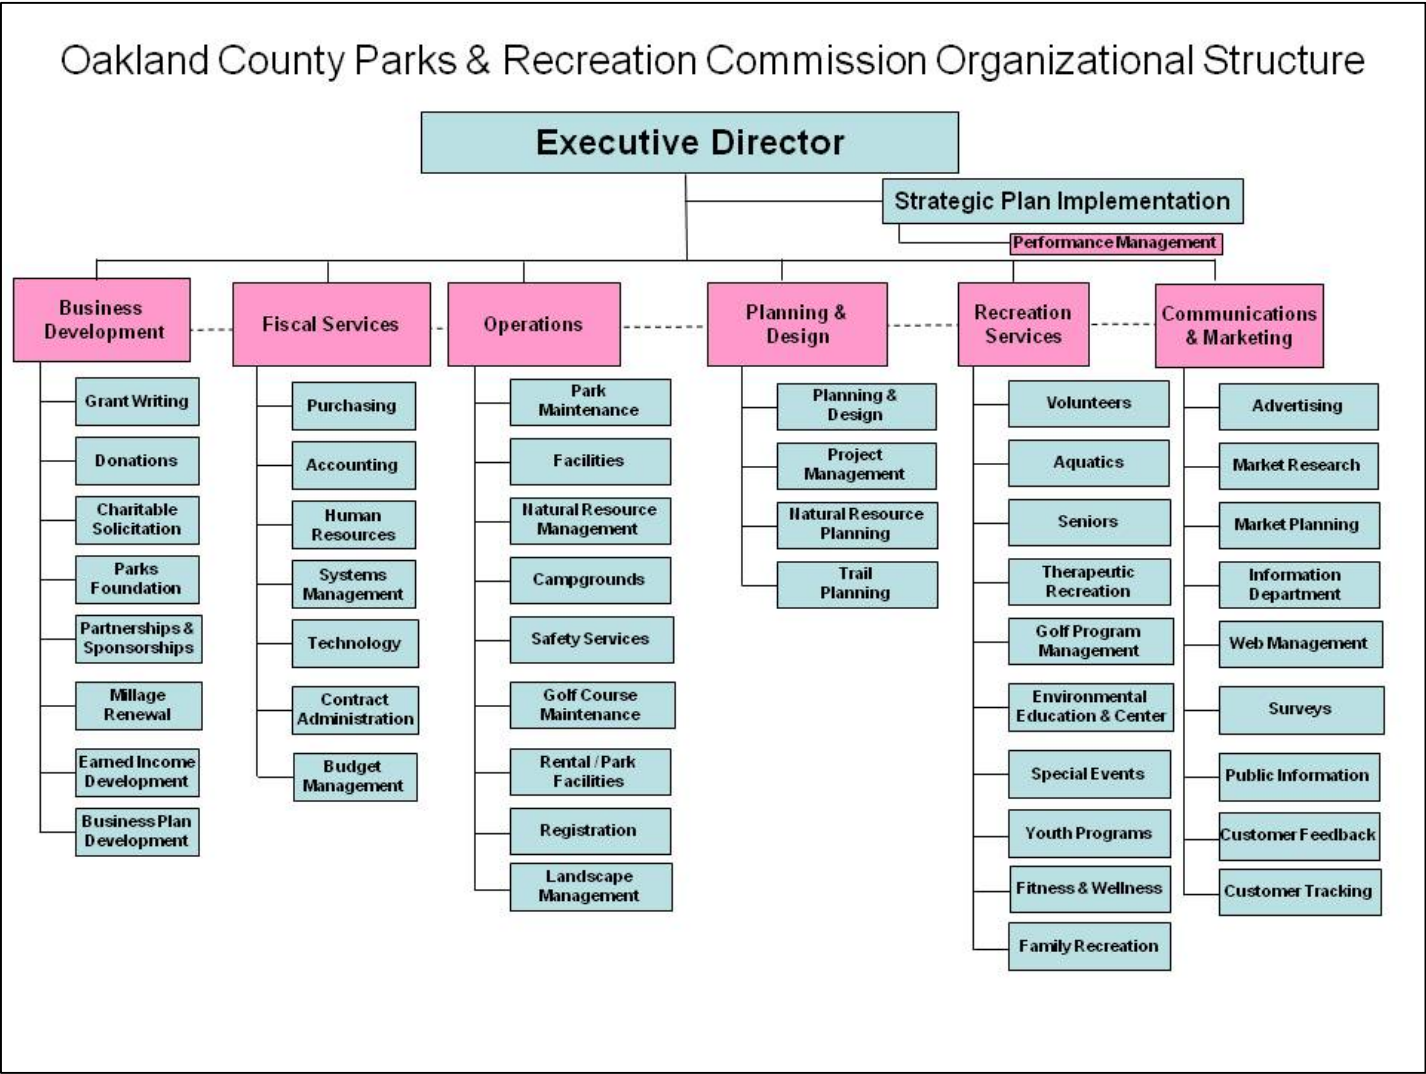 Oakland County Parks & Recreation Commission Organizational Structure
Executive Director
Strategic Plan Implementation
Performance Management
Business
Development
Fiscal Services
Operations
Planning &
Design
Recreation
Services
Communications
& Marketing
Grant Writing
Donations
Charitable
Solicitation
Parks
Foundation
Partnerships &
Sponsorships
Millage
Renewal
Earned Income
Development
Business Plan
Development
Purchasing
Accounting
Human
Resources
Systems
Management
Technology
Contract
Administration
Budget
Management
Park
Maintenance
Facilities
Natural Resource
Management
Campgrounds
Safety Services
Golf Course
Maintenance
Rental / Park
Facilities
Registration
Landscape
Management
Planning &
Design
Project
Management
Natural Resource
Planning
Trail
Planning
Volunteers
Aquatics
Seniors
Therapeutic
Recreation
Golf Program
Management
Environmental
Education & Center
Special Events
Youth Programs
Fitness & Wellness
Family Recreation
Advertising
Market Research
Market Planning
Information
Department
Web Management
Surveys
Public Information
Customer Feedback
Customer Tracking